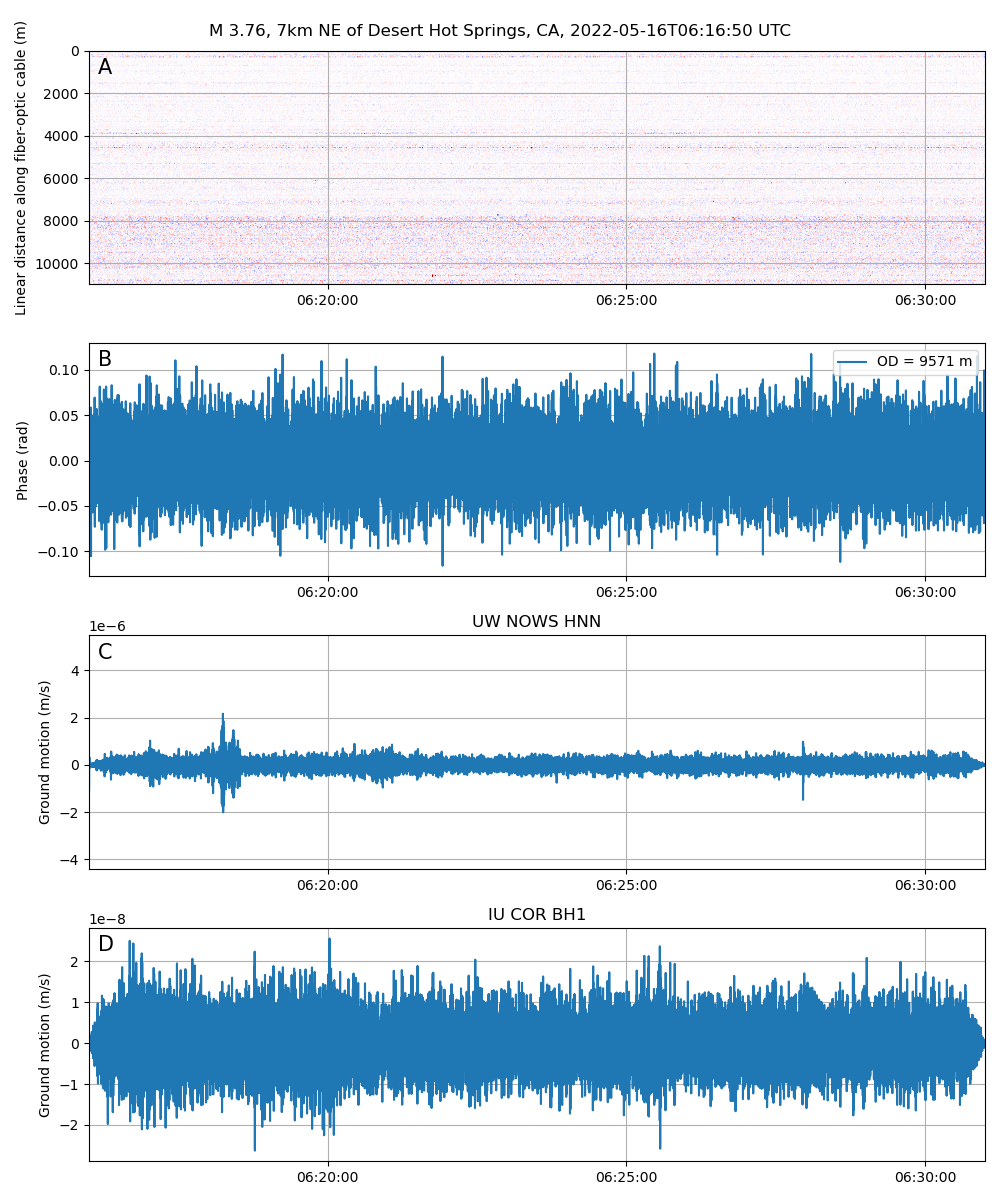 M 3.76, 7km NE of Desert Hot Springs, CA, 2022-05-16T06:16:50 UTC
Linear distance along fiber-optic cable (m)
A
0
2000
4000
6000
8000
10000
06:20:00 06:25:00 06:30:00
B
OD = 9571 m
Phase (rad)
0.10
0.05
0.00
−0.05
−0.10
06:20:00 06:25:00 06:30:00
UW NOWS HNN
1e−6
C
Ground motion (m/s)
4
2
0
−2
−4
06:20:00 06:25:00 06:30:00
IU COR BH1
1e−8
D
Ground motion (m/s)
2
1
0
−1
−2
06:20:00 06:25:00 06:30:00